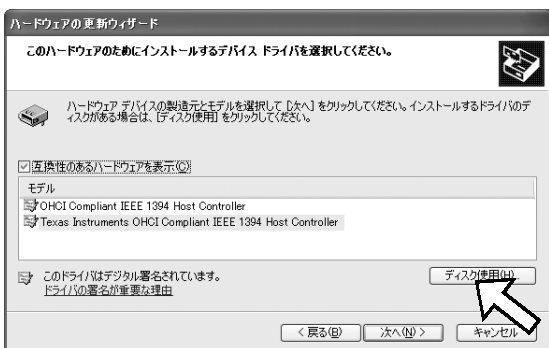 ハードウェアの更新ウィザード
このハードウェアのためにインストールするデバイス ドライバを選択してください。
ハードウェア デバイスの製造元とモデルを選択して [次へ] をクリックしてください。インストールするドライバのデ
ィスクがある場合は、[ディスク使用] をクリックしてください。
互換性のあるハードウェアを表示(C)
モデル
OHCI Compliant IEEE 1394 Host Controller
Texas Instruments OHCI Compliant IEEE 1394 Host Controller
このドライバはデジタル署名されています。
ドライバの署名が重要な理由
ディスク使用(H)...
< 戻る(B)
次へ(N) >
キャンセル